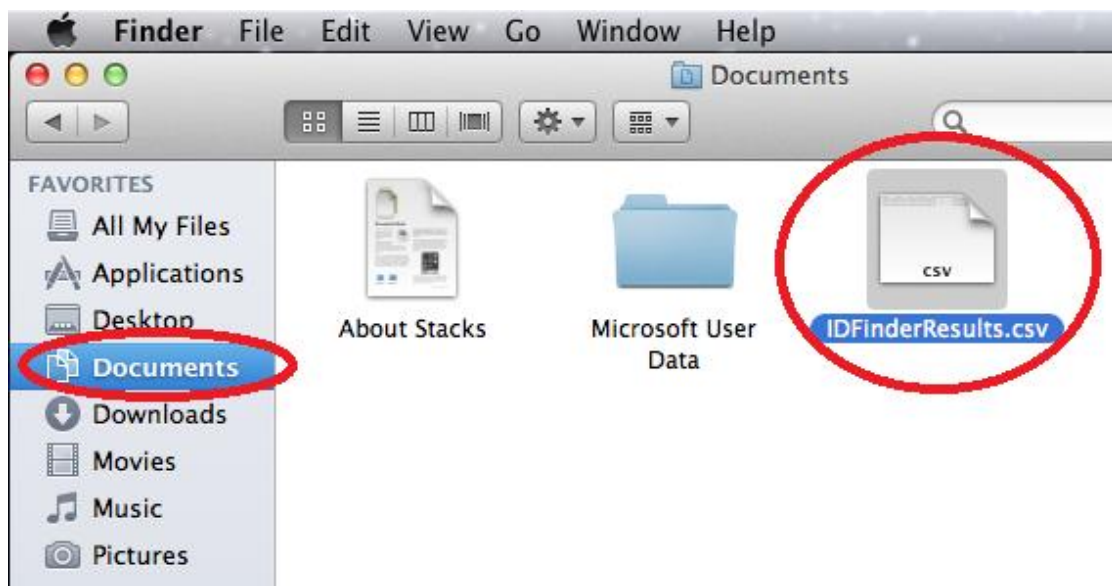 Finder File Edit View Go Window Help
Documents
FAVORITES
All My Files
Applications
Desktop
Documents
Downloads
Movies
Music
Pictures
About Stacks
Microsoft User
Data
csv
IDFinderResults.csv